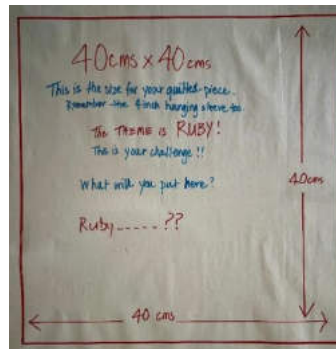 40cms x 40cms
This is the size for your quilted piece.
Remember the 4inch hanging sleeve too.
The THEME is RUBY!
This is your challenge!!
What will you put here?
Ruby.....??
40cms
40 cms